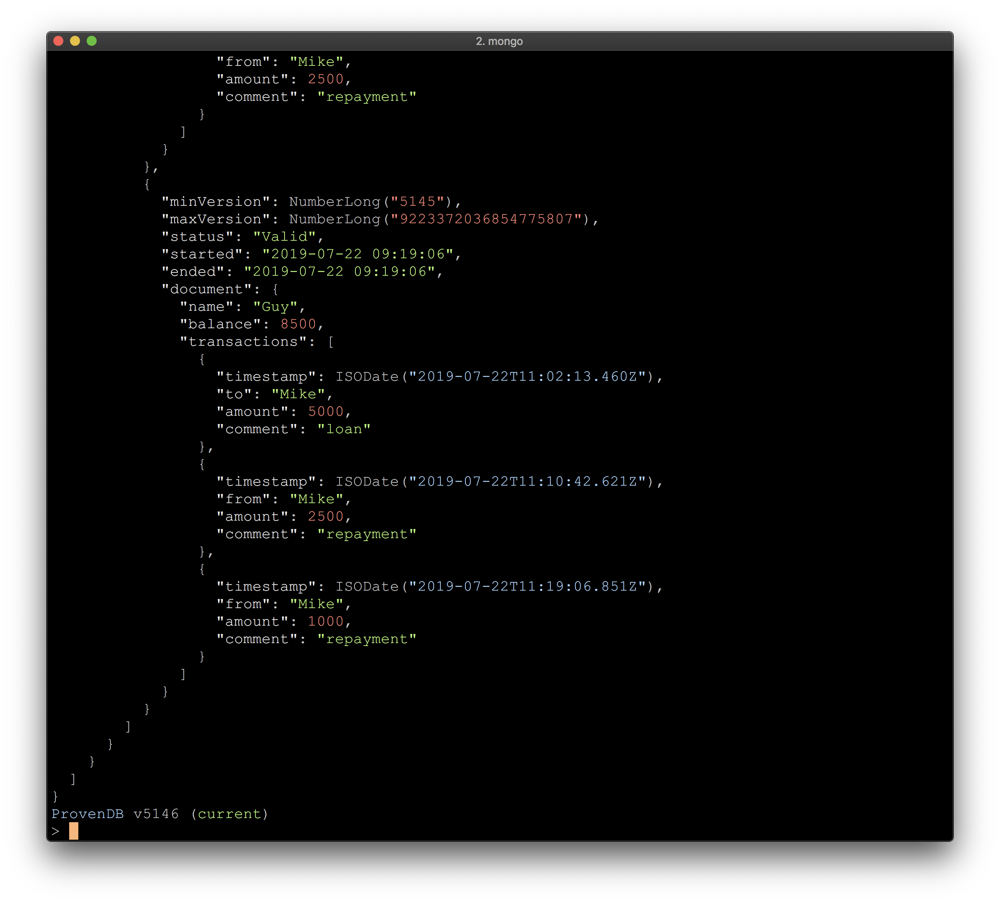 2. mongo
"from": "Mike",
"amount": 2500,
"comment": "repayment"
}
]
}
},
{
"minVersion": NumberLong("5145"),
"maxVersion": NumberLong("9223372036854775807"),
"status": "Valid",
"started": "2019-07-22 09:19:06",
"ended": "2019-07-22 09:19:06",
"document": {
"name": "Guy",
"balance": 8500,
"transactions": [
{
"timestamp": ISODate("2019-07-22T11:02:13.460Z"),
"to": "Mike",
"amount": 5000,
"comment": "loan"
},
{
"timestamp": ISODate("2019-07-22T11:10:42.621Z"),
"from": "Mike",
"amount": 2500,
"comment": "repayment"
},
{
"timestamp": ISODate("2019-07-22T11:19:06.851Z"),
"from": "Mike",
"amount": 1000,
"comment": "repayment"
}
]
}
}
]
}
}
]
}
ProvenDB v5146 (current)
>